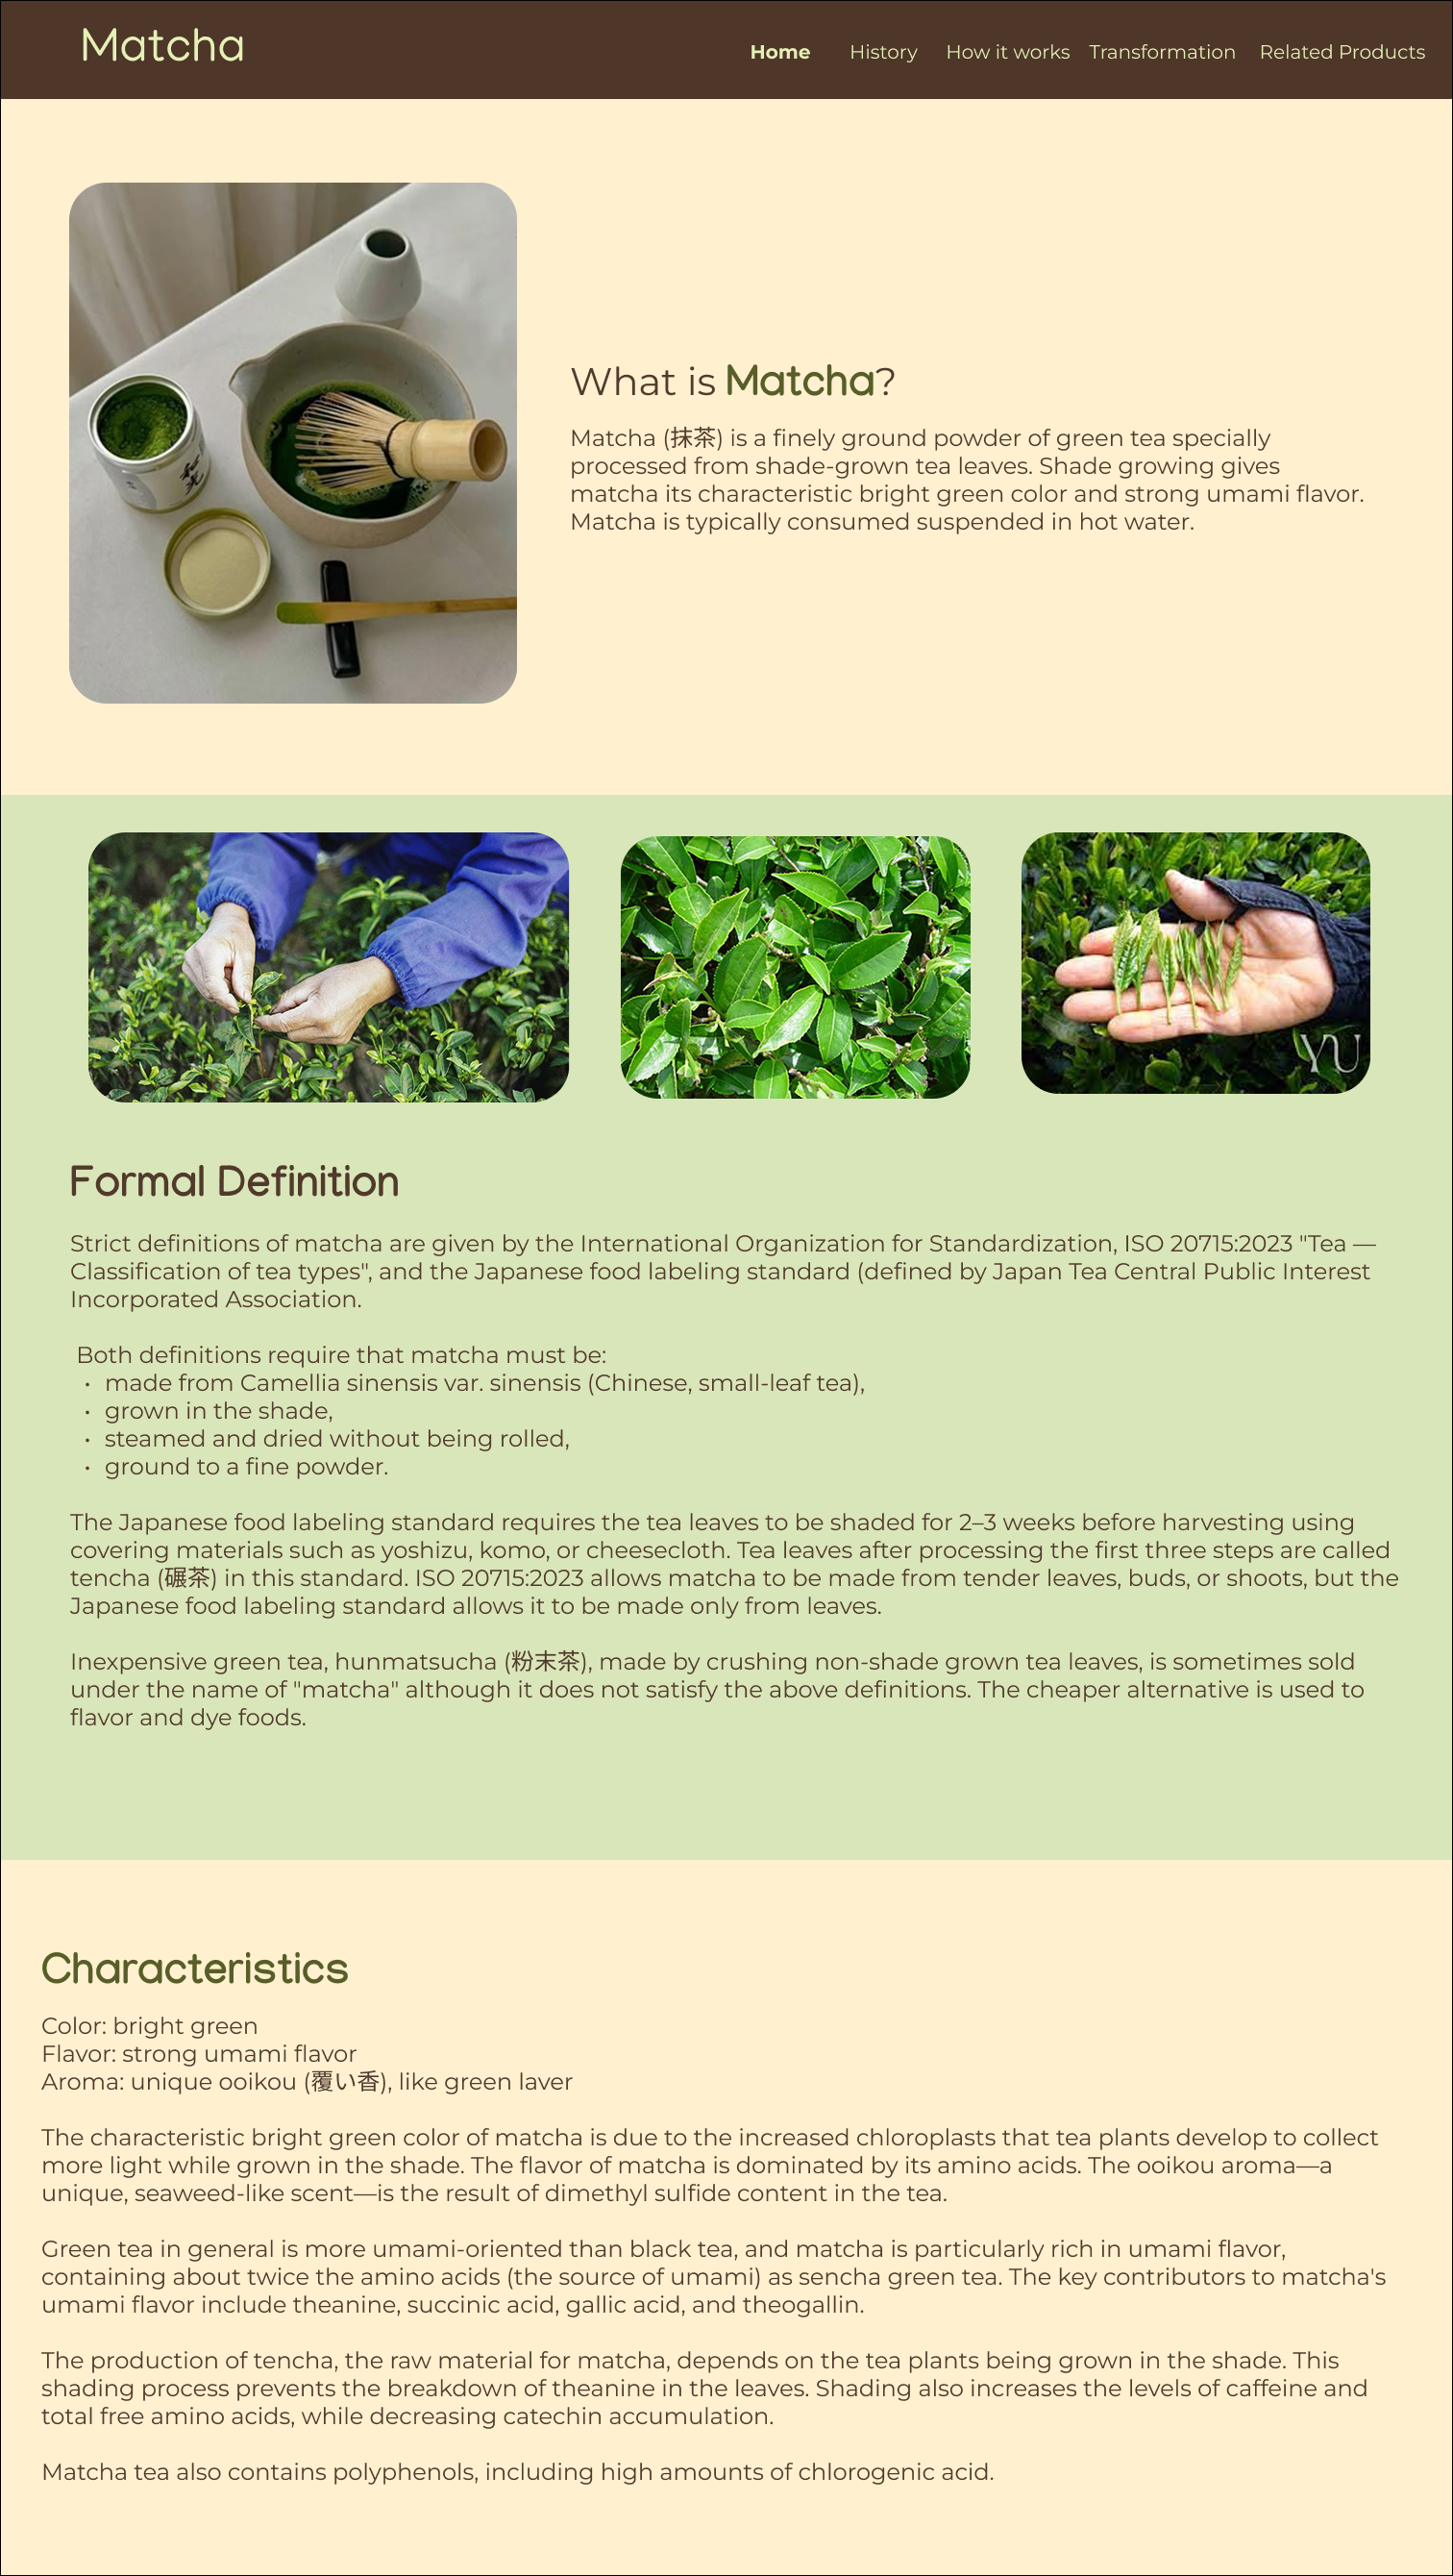 Matcha
Home History How it works Transformation Related Products
What is Matcha?
Matcha (抹茶) is a finely ground powder of green tea specially
processed from shade-grown tea leaves. Shade growing gives
matcha its characteristic bright green color and strong umami flavor.
Matcha is typically consumed suspended in hot water.
YU
Formal Definition
Strict definitions of matcha are given by the International Organization for Standardization, ISO 20715:2023 "Tea —
Classification of tea types", and the Japanese food labeling standard (defined by Japan Tea Central Public Interest
Incorporated Association.
Both definitions require that matcha must be:
• made from Camellia sinensis var. sinensis (Chinese, small-leaf tea),
• grown in the shade,
• steamed and dried without being rolled,
• ground to a fine powder.
The Japanese food labeling standard requires the tea leaves to be shaded for 2–3 weeks before harvesting using
covering materials such as yoshizu, komo, or cheesecloth. Tea leaves after processing the first three steps are called
tencha (碾茶) in this standard. ISO 20715:2023 allows matcha to be made from tender leaves, buds, or shoots, but the
Japanese food labeling standard allows it to be made only from leaves.
Inexpensive green tea, hunmatsucha (粉末茶), made by crushing non-shade grown tea leaves, is sometimes sold
under the name of "matcha" although it does not satisfy the above definitions. The cheaper alternative is used to
flavor and dye foods.
Characteristics
Color: bright green
Flavor: strong umami flavor
Aroma: unique ooikou (覆い香), like green laver
The characteristic bright green color of matcha is due to the increased chloroplasts that tea plants develop to collect
more light while grown in the shade. The flavor of matcha is dominated by its amino acids. The ooikou aroma—a
unique, seaweed-like scent—is the result of dimethyl sulfide content in the tea.
Green tea in general is more umami-oriented than black tea, and matcha is particularly rich in umami flavor,
containing about twice the amino acids (the source of umami) as sencha green tea. The key contributors to matcha's
umami flavor include theanine, succinic acid, gallic acid, and theogallin.
The production of tencha, the raw material for matcha, depends on the tea plants being grown in the shade. This
shading process prevents the breakdown of theanine in the leaves. Shading also increases the levels of caffeine and
total free amino acids, while decreasing catechin accumulation.
Matcha tea also contains polyphenols, including high amounts of chlorogenic acid.